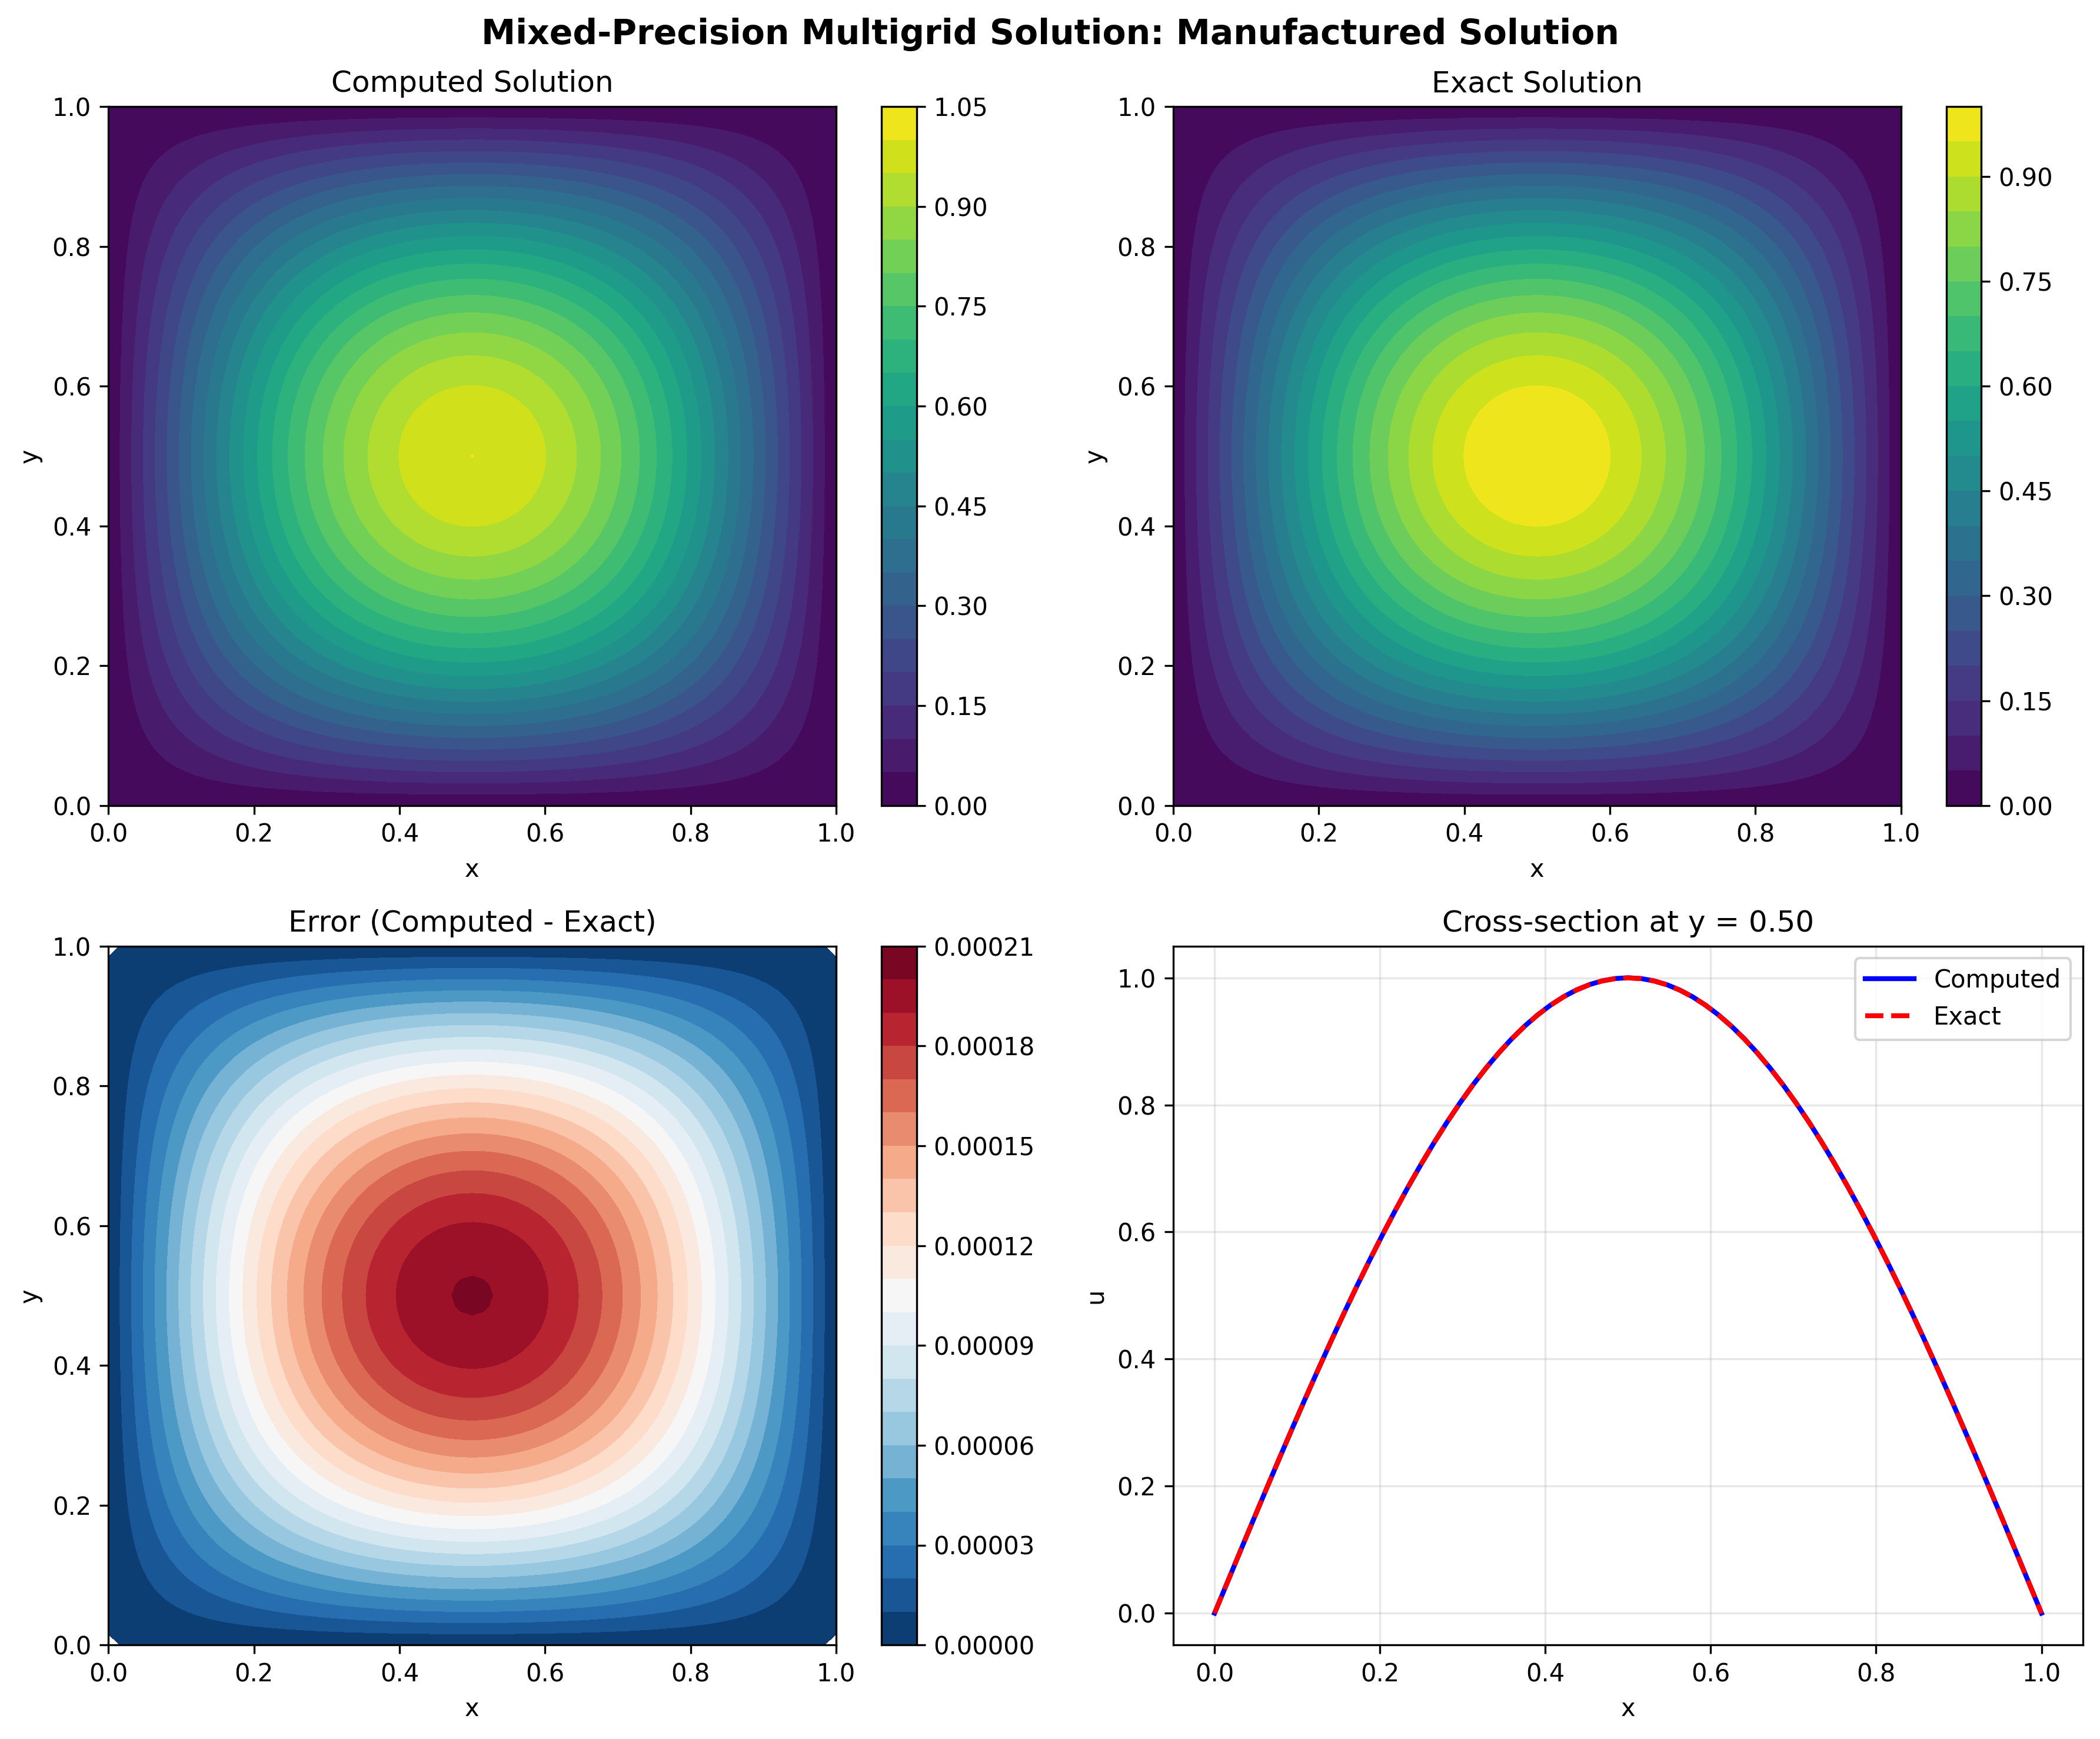 Mixed-Precision Multigrid Solution: Manufactured Solution
Computed Solution
1.0
0.8
0.6
0.4
0.2
0.0
y
0.0 0.2 0.4 0.6 0.8 1.0
x
1.05
0.90
0.75
0.60
0.45
0.30
0.15
0.00
Exact Solution
1.0
0.8
0.6
0.4
0.2
0.0
y
0.0 0.2 0.4 0.6 0.8 1.0
x
0.90
0.75
0.60
0.45
0.30
0.15
0.00
Error (Computed - Exact)
1.0
0.8
0.6
0.4
0.2
0.0
y
0.0 0.2 0.4 0.6 0.8 1.0
x
0.00021
0.00018
0.00015
0.00012
0.00009
0.00006
0.00003
0.00000
Cross-section at y = 0.50
1.0
0.8
0.6
0.4
0.2
0.0
u
0.0 0.2 0.4 0.6 0.8 1.0
x
Computed
Exact